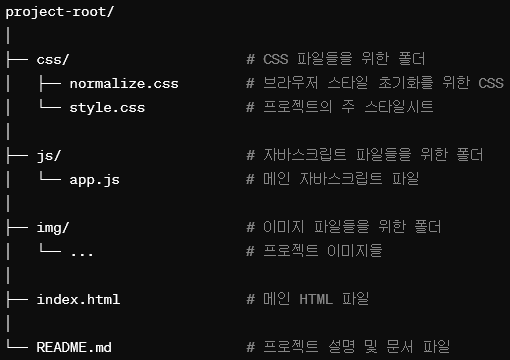 project-root/
│
├── css/ # CSS 파일들을 위한 폴더
│ ├── normalize.css # 브라우저 스타일 초기화를 위한 CSS
│ └── style.css # 프로젝트의 주 스타일시트
│
├── js/ # 자바스크립트 파일들을 위한 폴더
│ └── app.js # 메인 자바스크립트 파일
│
├── img/ # 이미지 파일들을 위한 폴더
│ └── ... # 프로젝트 이미지들
│
├── index.html # 메인 HTML 파일
│
└── README.md # 프로젝트 설명 및 문서 파일